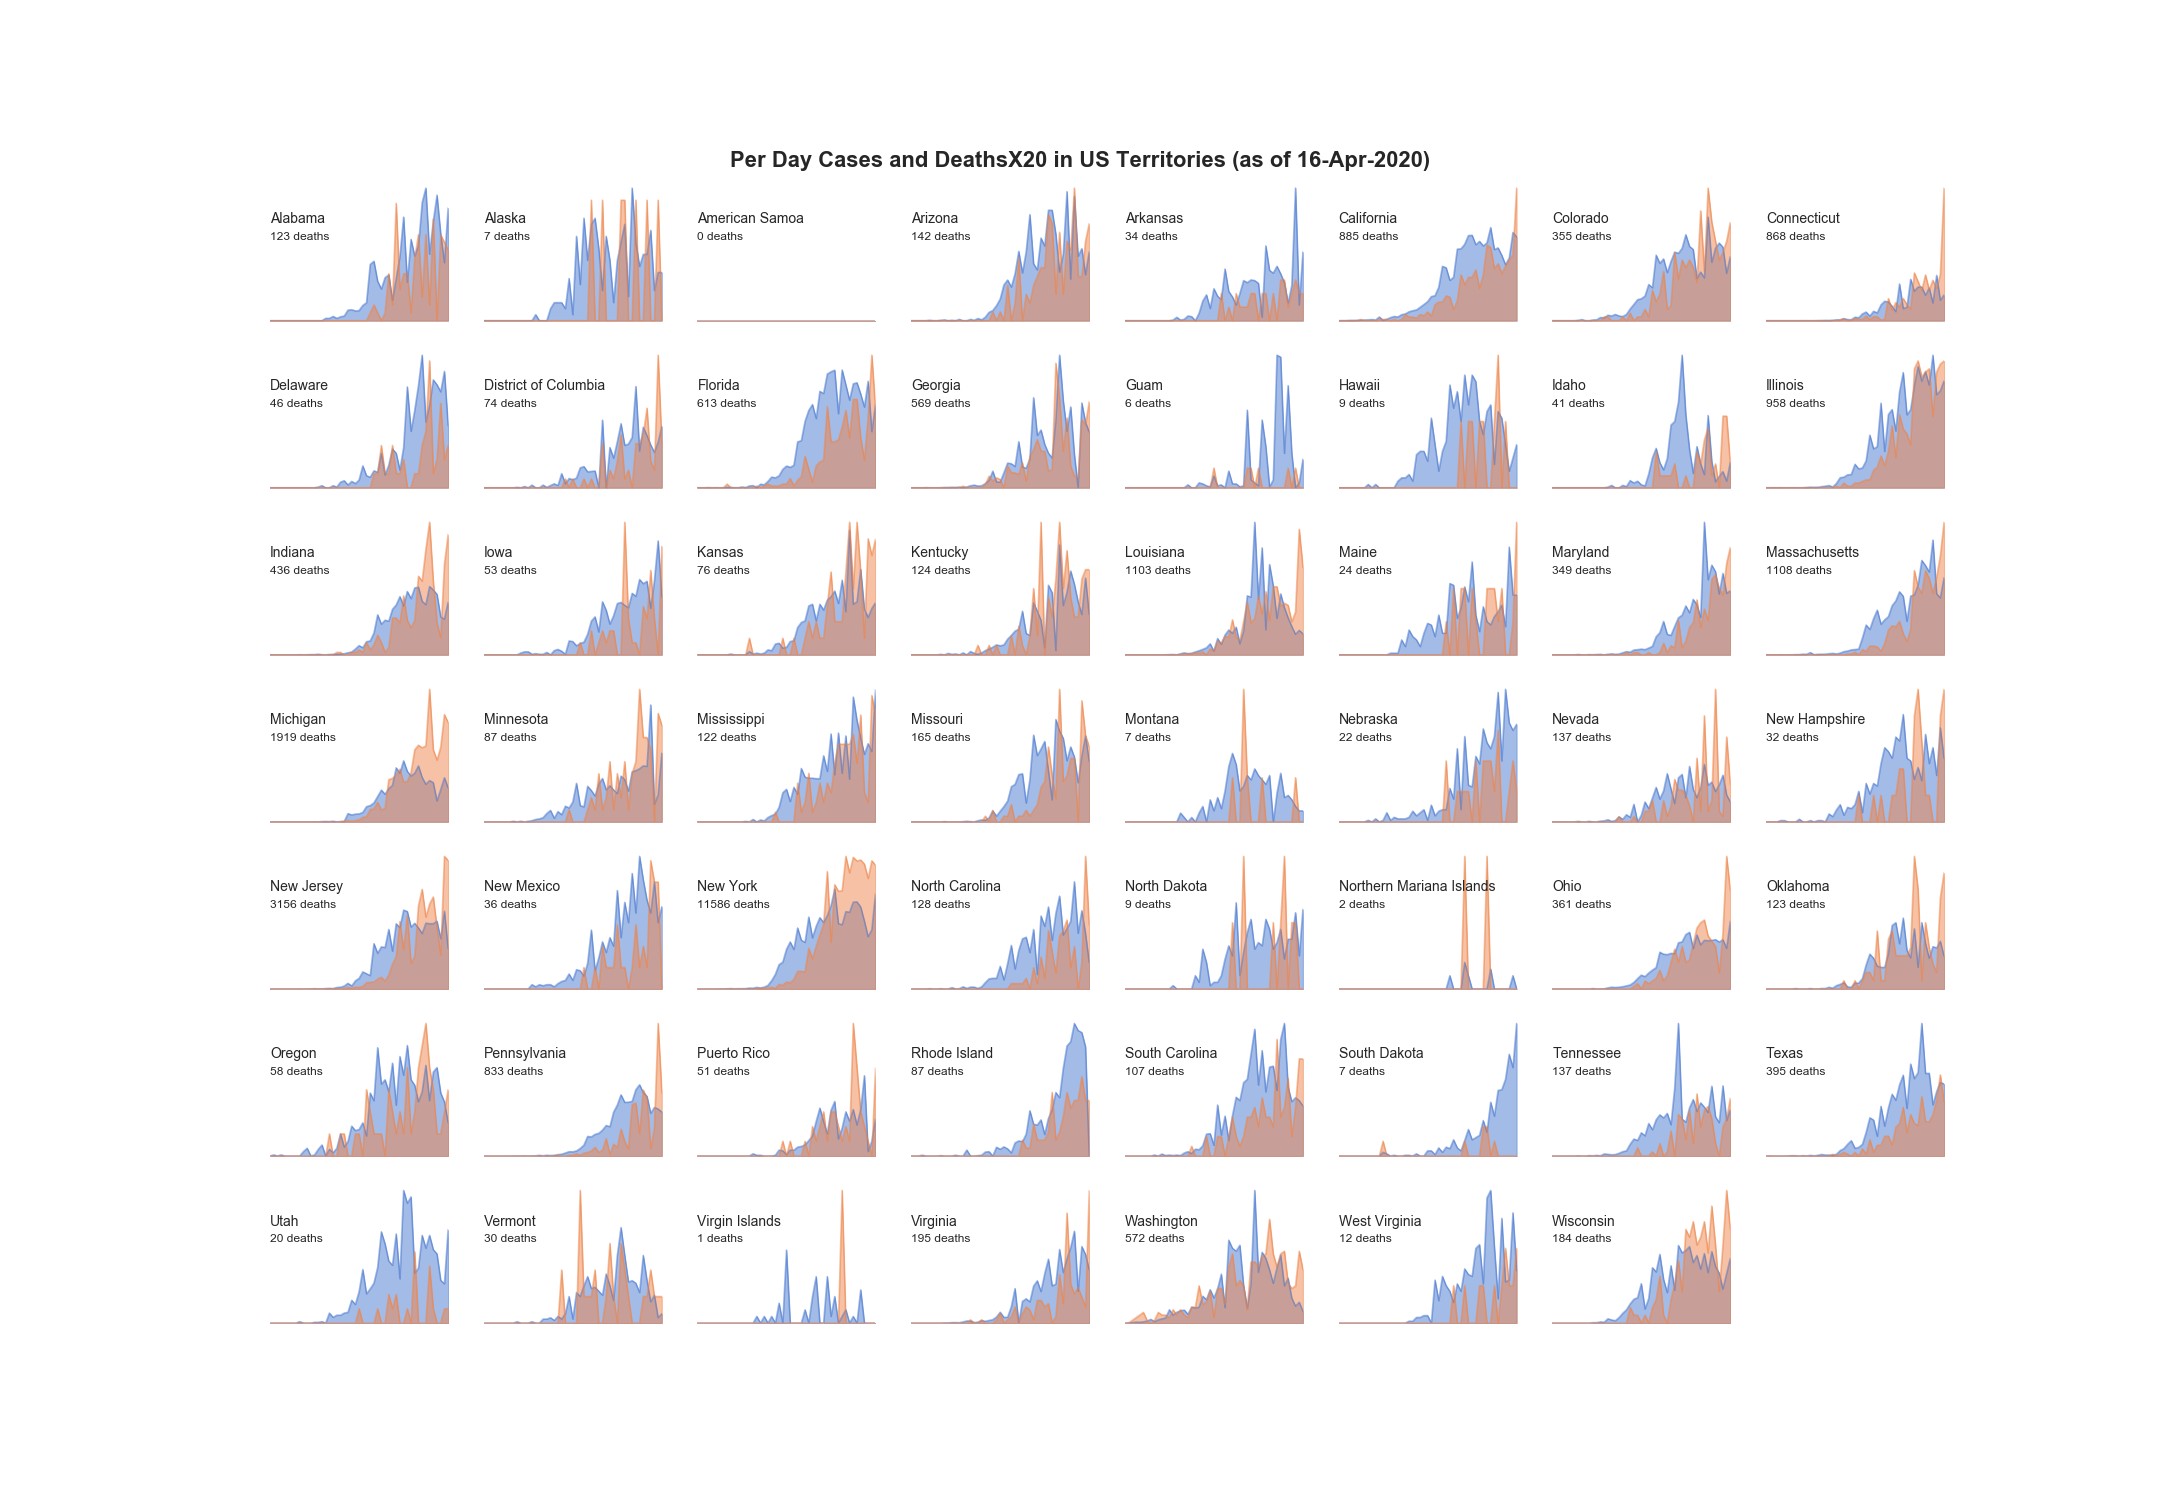 Per Day Cases and DeathsX20 in US Territories (as of 16-Apr-2020)
Alabama
123 deaths
Alaska
7 deaths
American Samoa
0 deaths
Arizona
142 deaths
Arkansas
34 deaths
California
885 deaths
Colorado
355 deaths
Connecticut
868 deaths
Delaware
46 deaths
District of Columbia
74 deaths
Florida
613 deaths
Georgia
569 deaths
Guam
6 deaths
Hawaii
9 deaths
Idaho
41 deaths
Illinois
958 deaths
Indiana
436 deaths
Iowa
53 deaths
Kansas
76 deaths
Kentucky
124 deaths
Louisiana
1103 deaths
Maine
24 deaths
Maryland
349 deaths
Massachusetts
1108 deaths
Michigan
1919 deaths
Minnesota
87 deaths
Mississippi
122 deaths
Missouri
165 deaths
Montana
7 deaths
Nebraska
22 deaths
Nevada
137 deaths
New Hampshire
32 deaths
New Jersey
3156 deaths
New Mexico
36 deaths
New York
11586 deaths
North Carolina
128 deaths
North Dakota
9 deaths
Northern Mariana Islands
2 deaths
Ohio
361 deaths
Oklahoma
123 deaths
Oregon
58 deaths
Pennsylvania
833 deaths
Puerto Rico
51 deaths
Rhode Island
87 deaths
South Carolina
107 deaths
South Dakota
7 deaths
Tennessee
137 deaths
Texas
395 deaths
Utah
20 deaths
Vermont
30 deaths
Virgin Islands
1 deaths
Virginia
195 deaths
Washington
572 deaths
West Virginia
12 deaths
Wisconsin
184 deaths